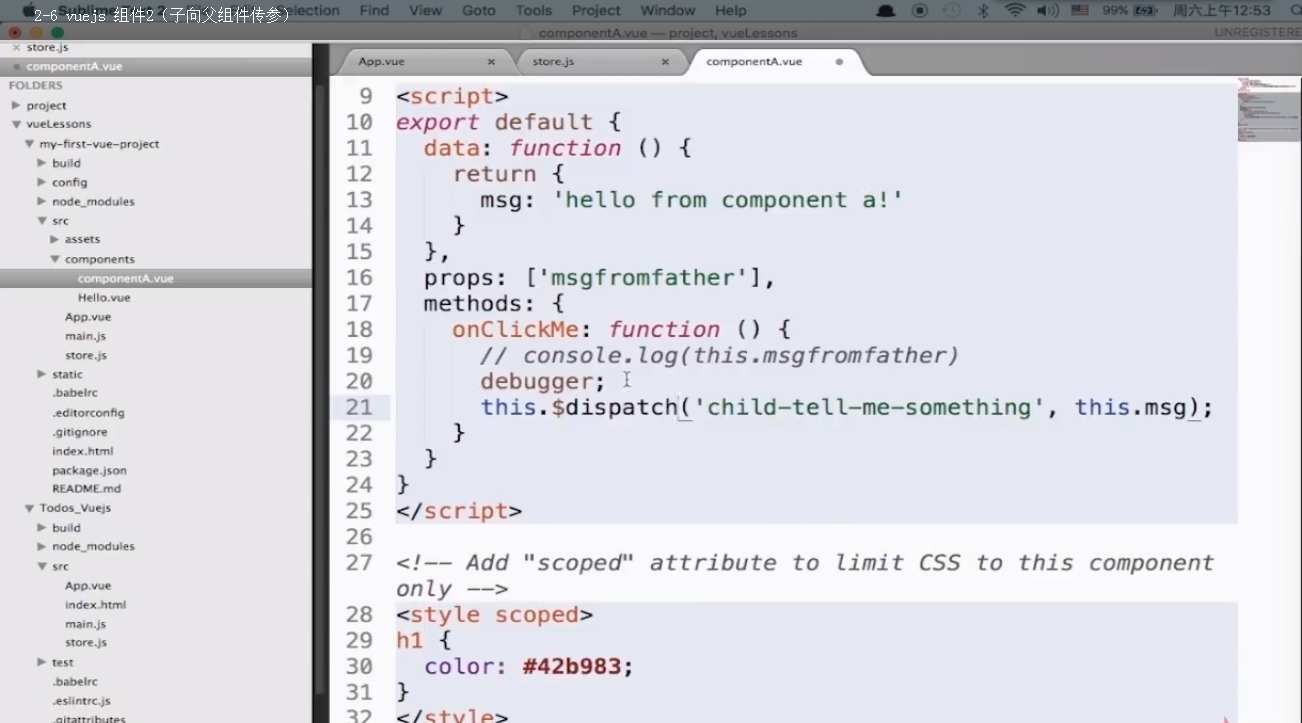 2-6 vuejs 组件2（子向父组件传参）
Find View Goto Tools Project Window Help
99%
周六上午12:53
componentA.vue — project, vueLessons
UNREGISTERE
store.js
componentA.vue
FOLDERS
project
vueLessons
my-first-vue-project
build
config
node_modules
src
assets
components
componentA.vue
Hello.vue
App.vue
main.js
store.js
static
.babelrc
.editorconfig
.gitignore
index.html
package.json
README.md
Todos_Vuejs
build
node_modules
src
App.vue
index.html
main.js
store.js
test
.babelrc
.eslintrc.js
.gitattributes
App.vue
store.js
componentA.vue
9 <script>
10 export default {
11 data: function () {
12 return {
13 msg: 'hello from component a!'
14 }
15 },
16 props: ['msgfromfather'],
17 methods: {
18 onClickMe: function () {
19 // console.log(this.msgfromfather)
20 debugger;
21 this.$dispatch('child-tell-me-something', this.msg);
22 }
23 }
24 }
25 </script>
26
27 <!-- Add "scoped" attribute to limit CSS to this component
only -->
28 <style scoped>
29 h1 {
30 color: #42b983;
31 }
32 </style>